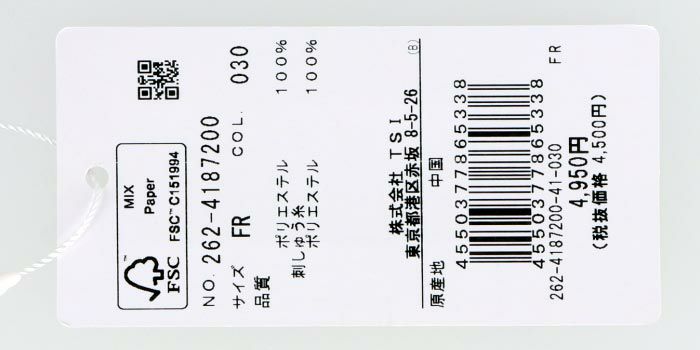 MIX
Paper
FSC™ C151994
FSC
NO. 262-4187200
サイズ FR COL. 030
品質
ポリエステル 100%
刺しゅう糸
ポリエステル 100%
株式会社 TSI
東京都港区赤坂 8-5-26 (B)
原産地 中国
4550377865338
4550377865338
262-4187200-41-030 FR
4,950円
(税抜価格 4,500円)